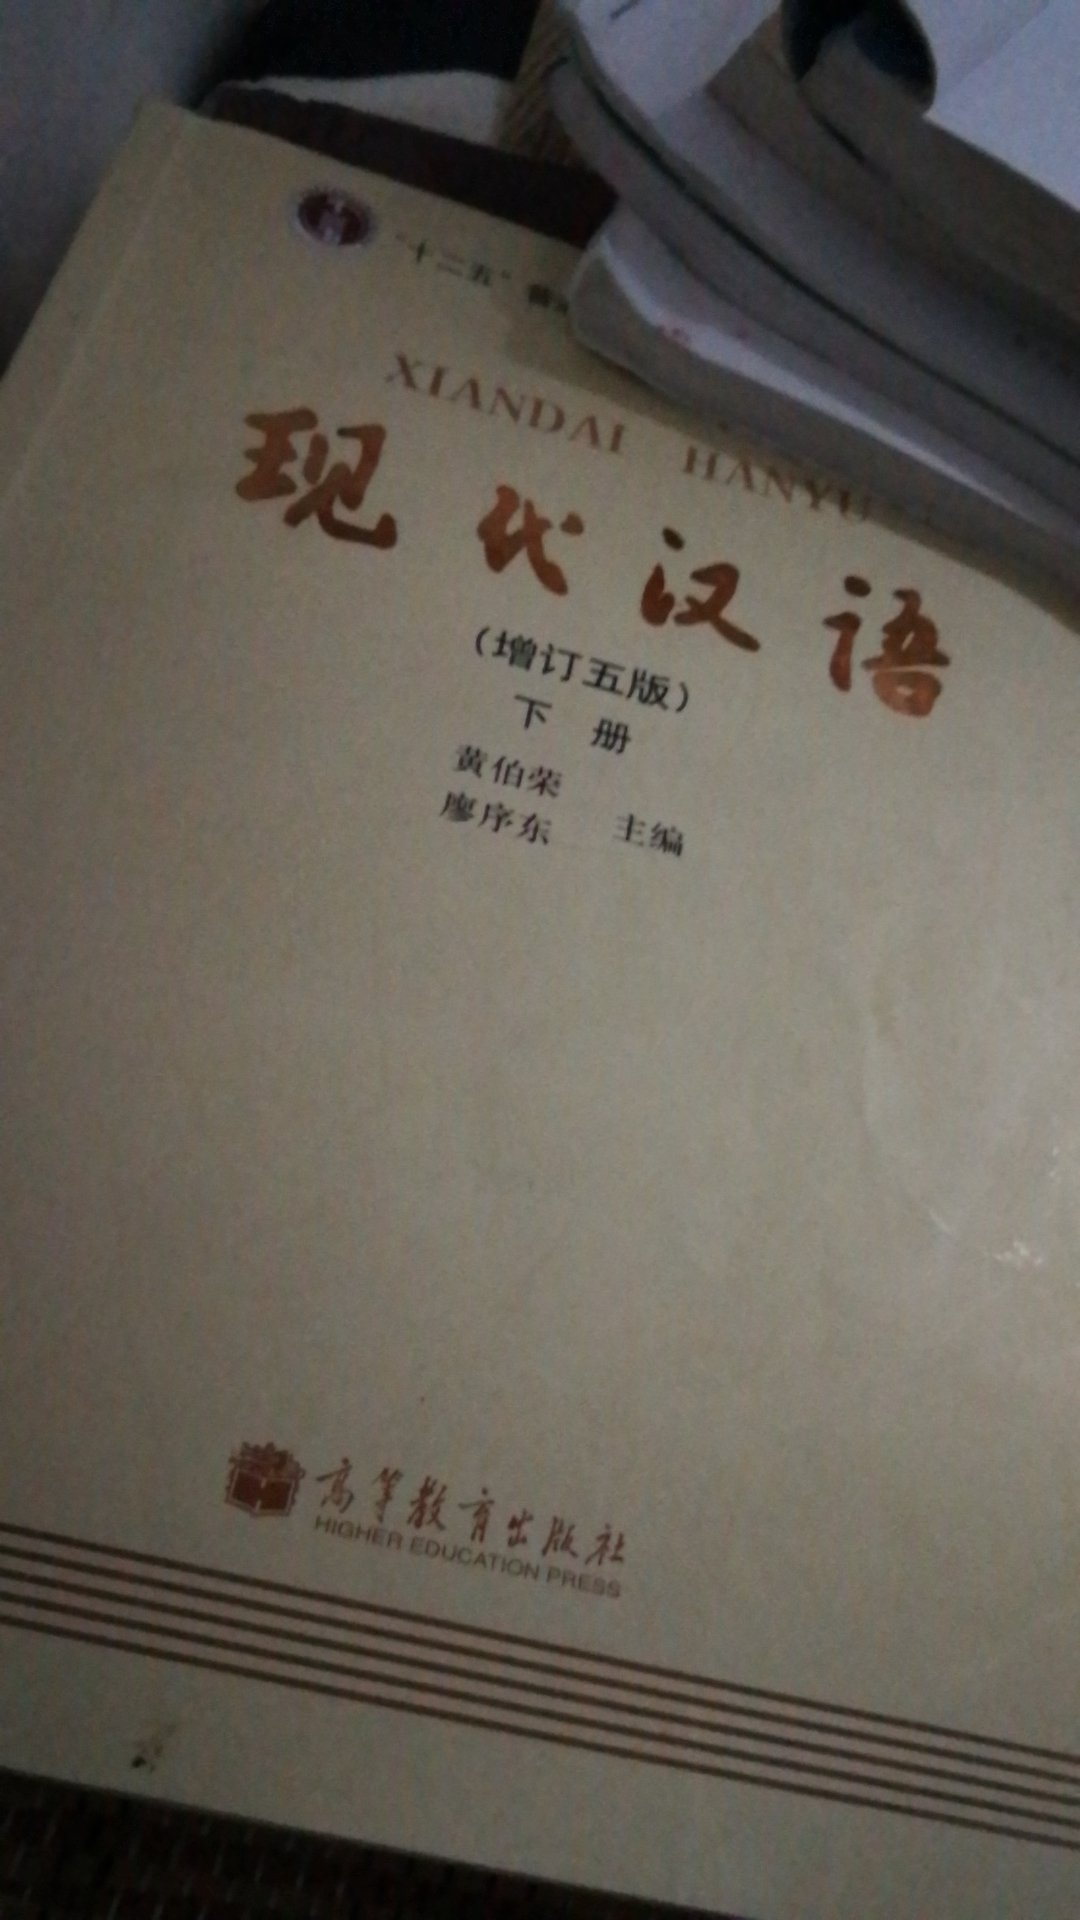 "十二五"普
XIANDAI HANYU
现代汉语
(增订五版)
下 册
黄伯荣
廖序东 主编
高等教育出版社
HIGHER EDUCATION PRESS